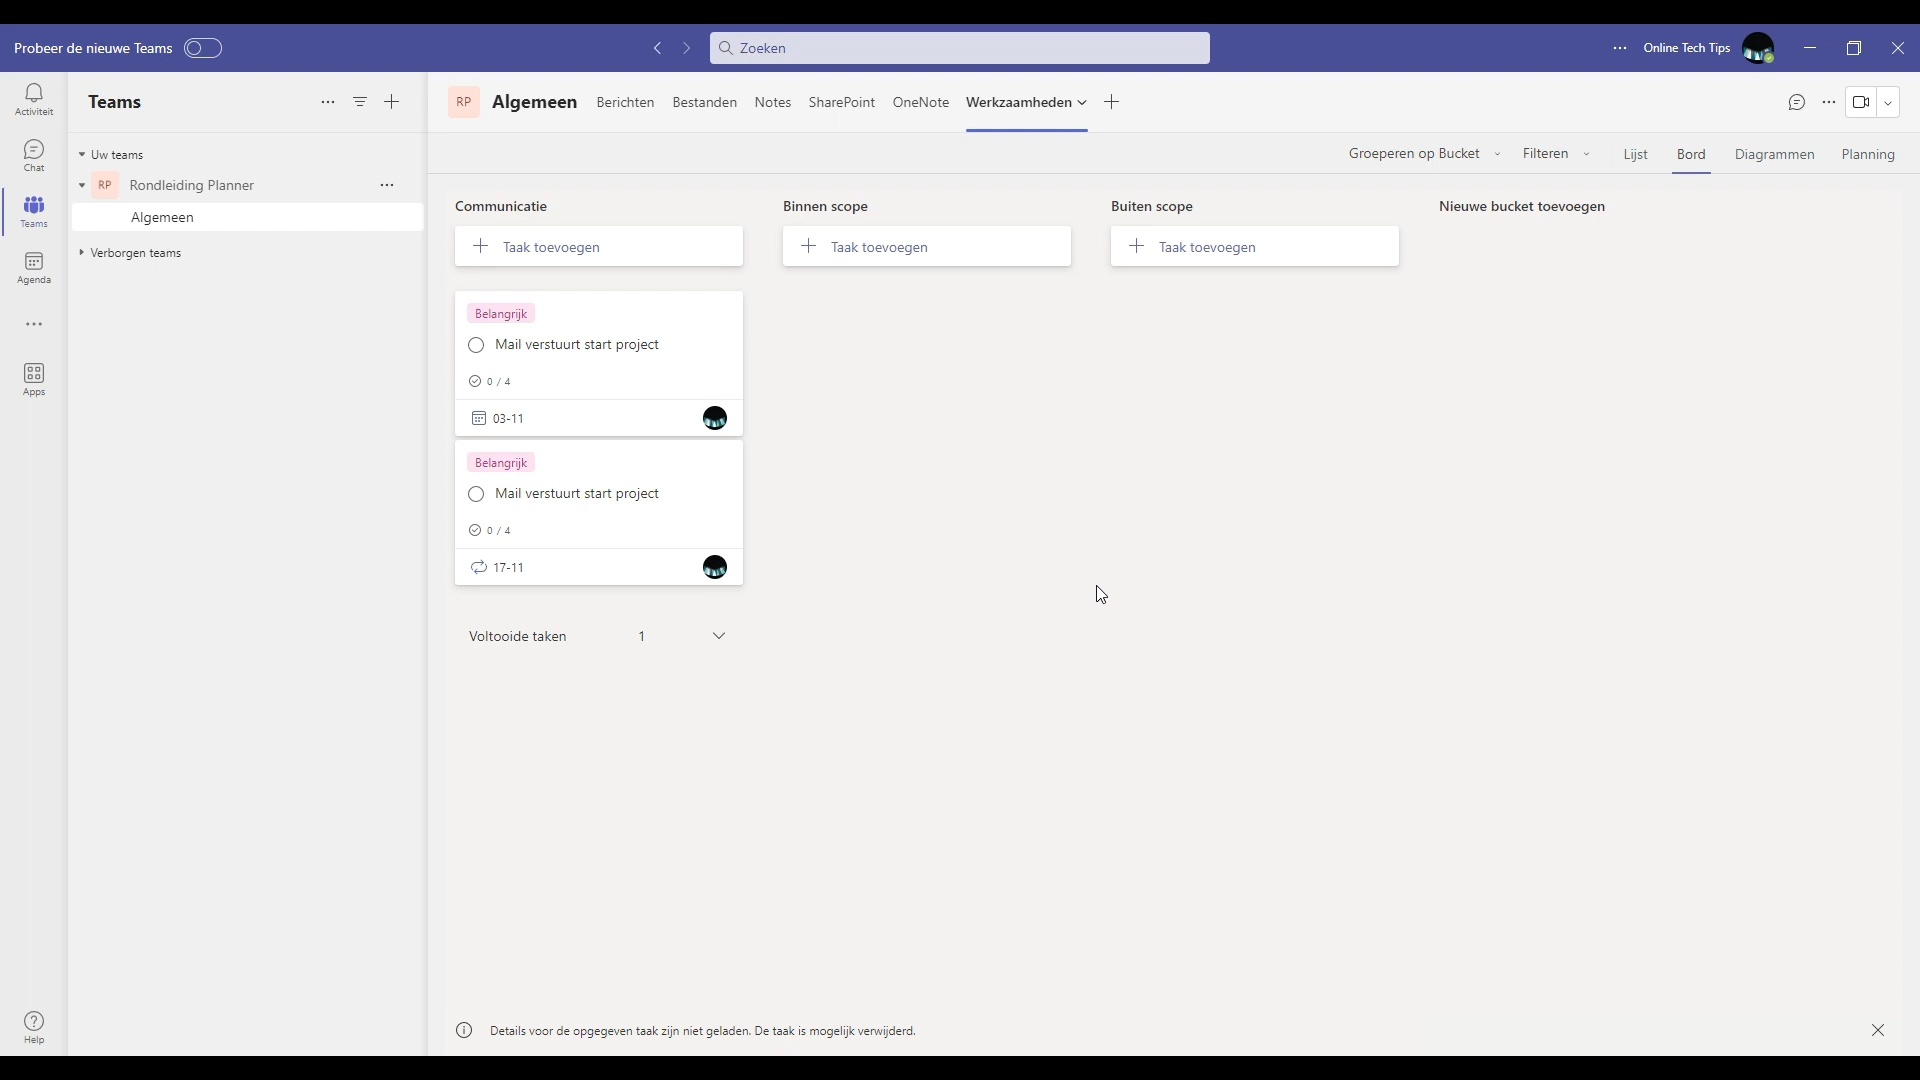 Probeer de nieuwe Teams
Zoeken
Online Tech Tips
Activiteit
Chat
Teams
Agenda
Apps
Help
Teams
Uw teams
RP Rondleiding Planner
Algemeen
Verborgen teams
RP Algemeen Berichten Bestanden Notes SharePoint OneNote Werkzaamheden
Groeperen op Bucket Filteren Lijst Bord Diagrammen Planning
Communicatie
Taak toevoegen
Belangrijk
Mail verstuurt start project
0 / 4
03-11
Belangrijk
Mail verstuurt start project
0 / 4
17-11
Voltooide taken 1
Binnen scope
Taak toevoegen
Buiten scope
Taak toevoegen
Nieuwe bucket toevoegen
Details voor de opgegeven taak zijn niet geladen. De taak is mogelijk verwijderd.